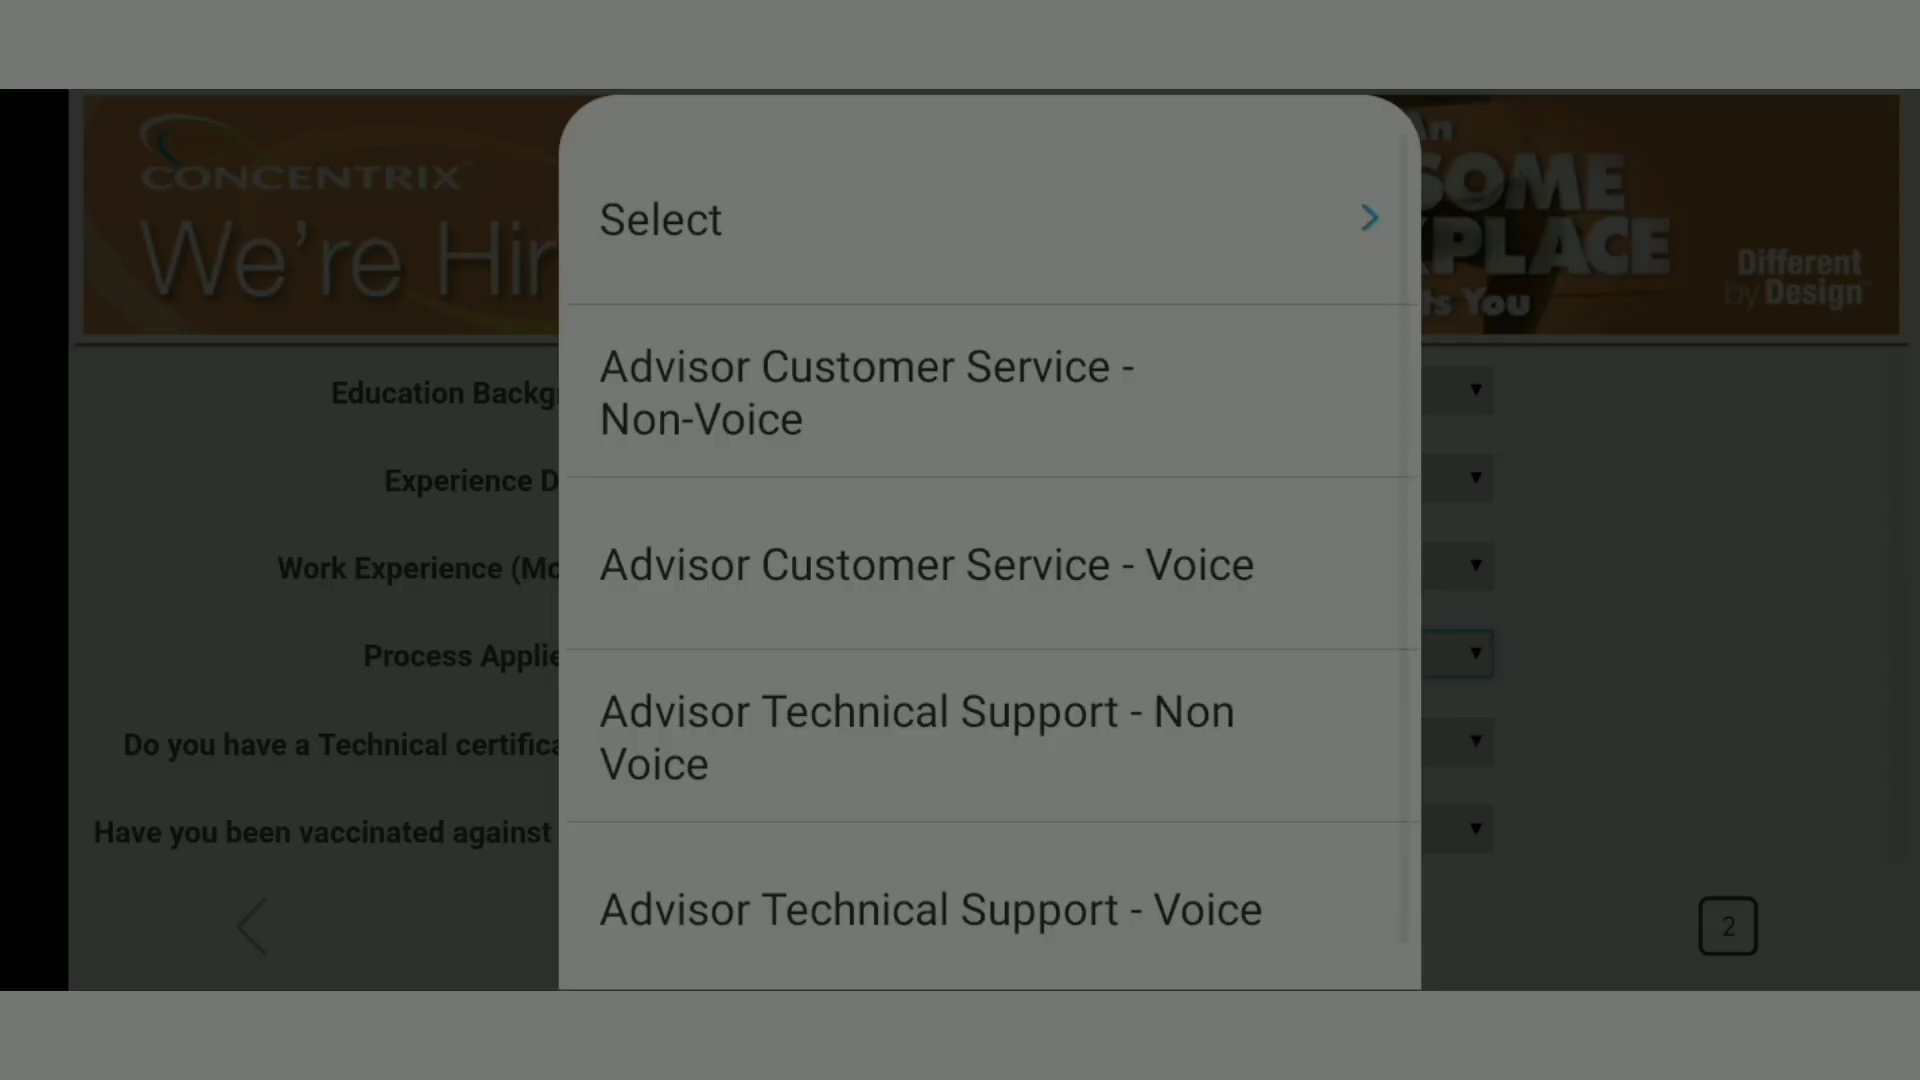 CONCENTRIX
We're Hir
An
SOME
PLACE
ts You
Different
by Design
Select
Advisor Customer Service -
Non-Voice
Advisor Customer Service - Voice
Advisor Technical Support - Non
Voice
Advisor Technical Support - Voice
Education Backg
Experience D
Work Experience (Mo
Process Applie
Do you have a Technical certifica
Have you been vaccinated against
2